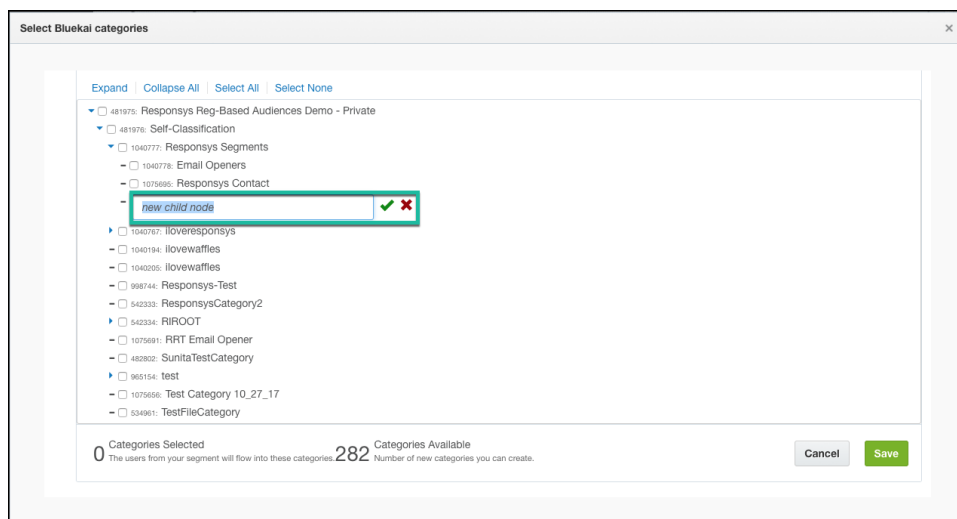 Select Bluekai categories
Expand Collapse All Select All Select None
481975: Responsys Reg-Based Audiences Demo - Private
481976: Self-Classification
1040777: Responsys Segments
1040778: Email Openers
1075695: Responsys Contact
new child node
1040767: iloveresponsys
1040194: ilovewaffles
1040205: ilovewaffles
998744: Responsys-Test
542333: ResponsysCategory2
542334: RIROOT
1075691: RRT Email Opener
482802: SunitaTestCategory
965154: test
1075656: Test Category 10_27_17
534961: TestFileCategory
0 Categories Selected
The users from your segment will flow into these categories.
282 Categories Available
Number of new categories you can create.
Cancel Save